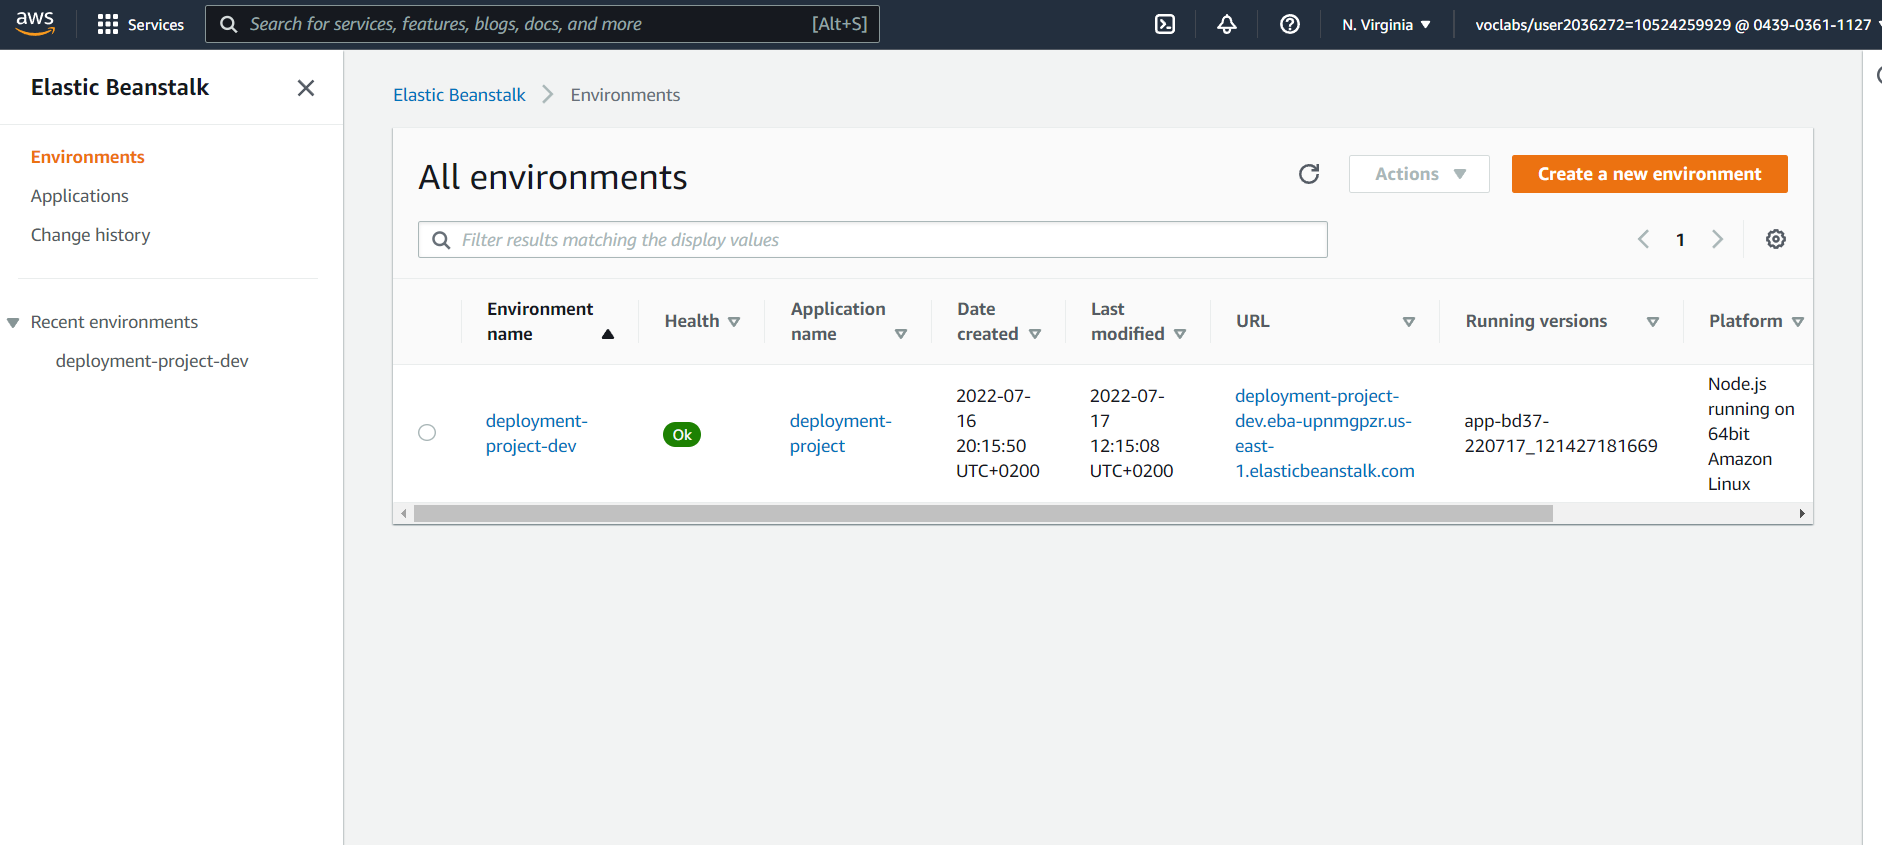 aws
Services
Search for services, features, blogs, docs, and more
[Alt+S]
N. Virginia
voclabs/user2036272=10524259929 @ 0439-0361-1127
Elastic Beanstalk
Environments
Applications
Change history
Recent environments
deployment-project-dev
Elastic Beanstalk
Environments
All environments
Actions
Create a new environment
Filter results matching the display values
1
Environment
name
Health
Application
name
Date
created
Last
modified
URL
Running versions
Platform
deployment-
project-dev
Ok
deployment-
project
2022-07-
16
20:15:50
UTC+0200
2022-07-
17
12:15:08
UTC+0200
deployment-project-
dev.eba-upnmgpzr.us-
east-
1.elasticbeanstalk.com
app-bd37-
220717_121427181669
Node.js
running on
64bit
Amazon
Linux